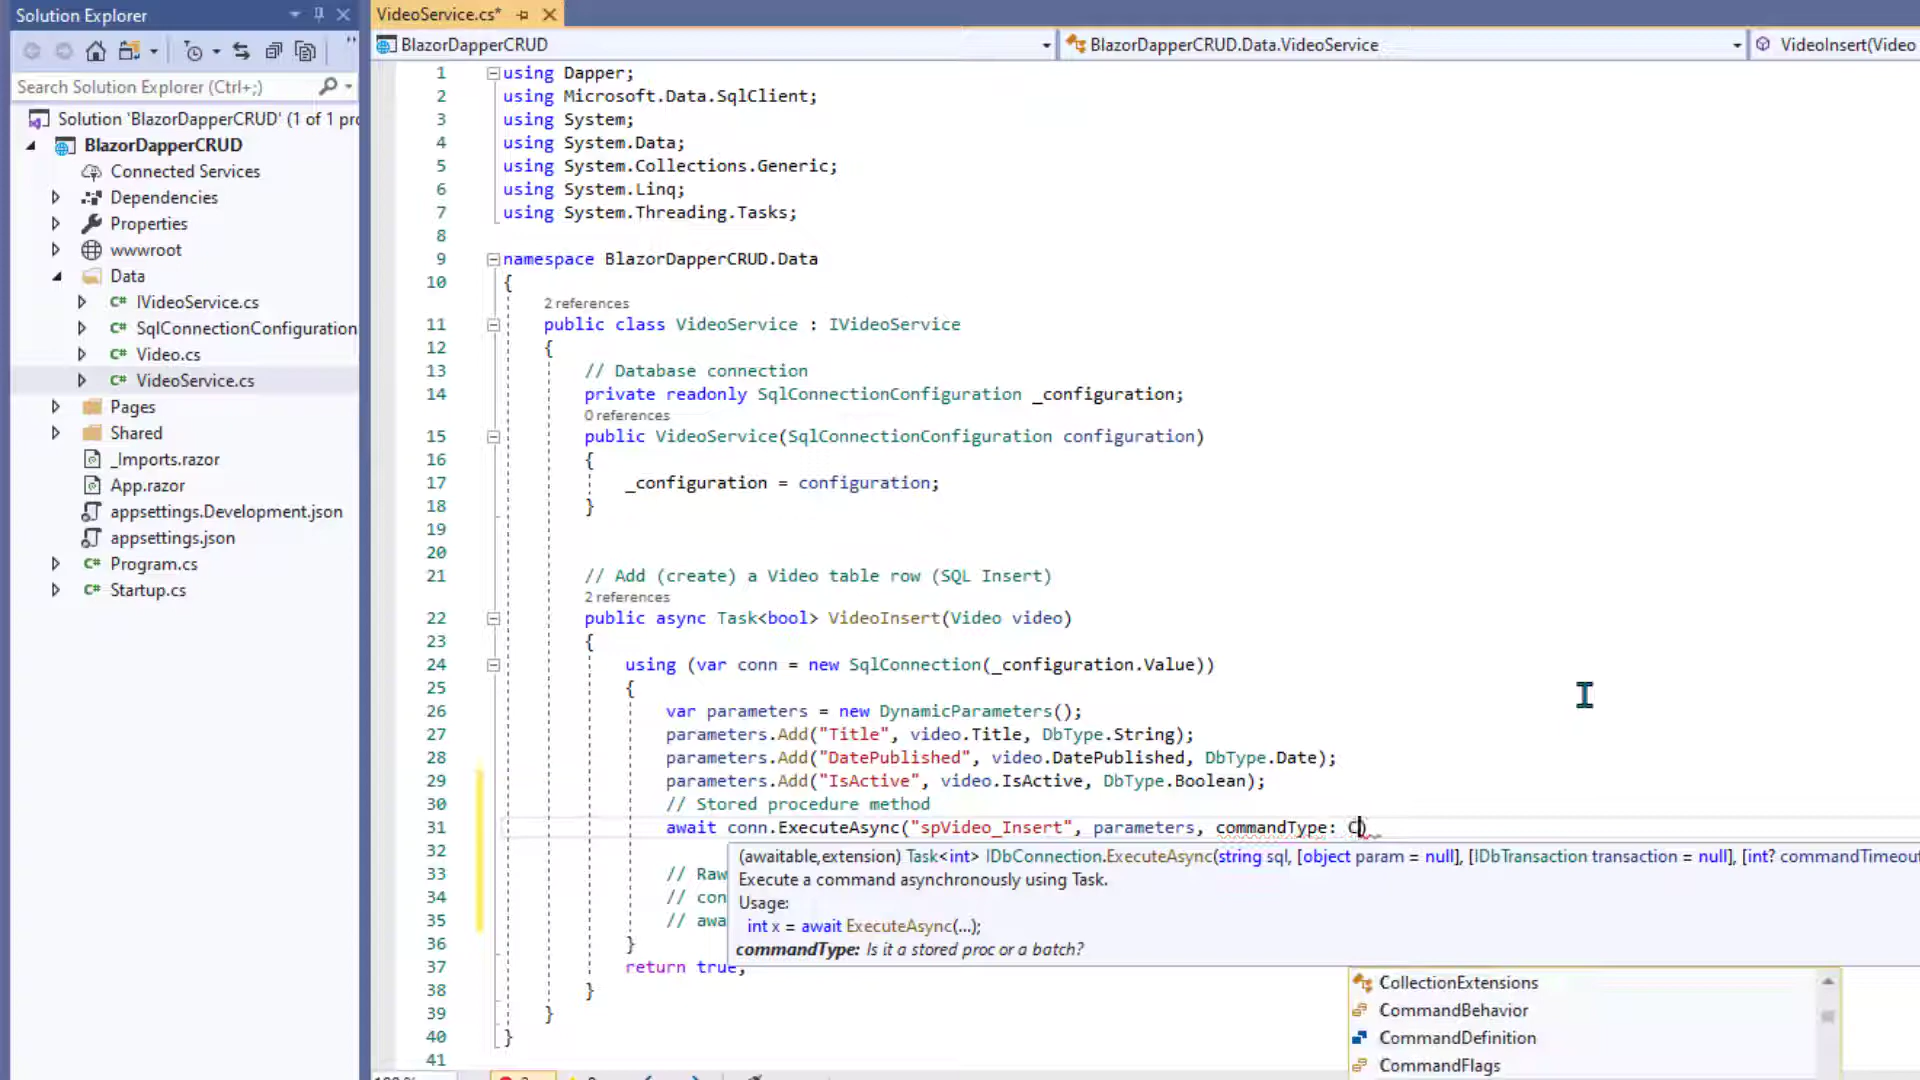 Solution Explorer
Search Solution Explorer (Ctrl+;)
Solution 'BlazorDapperCRUD' (1 of 1 pro
BlazorDapperCRUD
Connected Services
Dependencies
Properties
wwwroot
Data
IVideoService.cs
SqlConnectionConfiguration
Video.cs
VideoService.cs
Pages
Shared
_Imports.razor
App.razor
appsettings.Development.json
appsettings.json
Program.cs
Startup.cs
VideoService.cs*
BlazorDapperCRUD
BlazorDapperCRUD.Data.VideoService
VideoInsert(Video
1 using Dapper;
2 using Microsoft.Data.SqlClient;
3 using System;
4 using System.Data;
5 using System.Collections.Generic;
6 using System.Linq;
7 using System.Threading.Tasks;
8
9 namespace BlazorDapperCRUD.Data
10 {
2 references
11 public class VideoService : IVideoService
12 {
13 // Database connection
14 private readonly SqlConnectionConfiguration _configuration;
0 references
15 public VideoService(SqlConnectionConfiguration configuration)
16 {
17 _configuration = configuration;
18 }
19
20
21 // Add (create) a Video table row (SQL Insert)
2 references
22 public async Task<bool> VideoInsert(Video video)
23 {
24 using (var conn = new SqlConnection(_configuration.Value))
25 {
26 var parameters = new DynamicParameters();
27 parameters.Add("Title", video.Title, DbType.String);
28 parameters.Add("DatePublished", video.DatePublished, DbType.Date);
29 parameters.Add("IsActive", video.IsActive, DbType.Boolean);
30 // Stored procedure method
31 await conn.ExecuteAsync("spVideo_Insert", parameters, commandType: C)
32
33 // Raw
34 // con
35 // awa
36 }
37 return true;
38 }
39 }
40 }
41
(awaitable,extension) Task<int> IDbConnection.ExecuteAsync(string sql, [object param = null], [IDbTransaction transaction = null], [int? commandTimeout
Execute a command asynchronously using Task.
Usage:
int x = await ExecuteAsync(...);
commandType: Is it a stored proc or a batch?
CollectionExtensions
CommandBehavior
CommandDefinition
CommandFlags